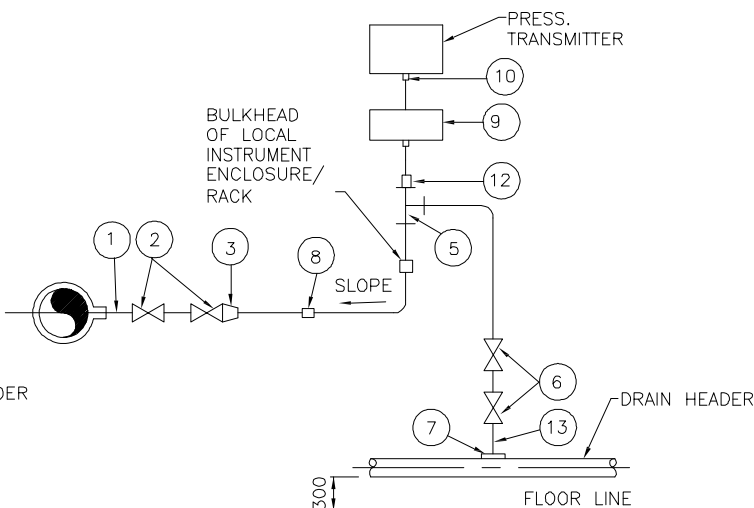 PRESS.
TRANSMITTER
10
BULKHEAD
OF LOCAL
INSTRUMENT
ENCLOSURE/
RACK
9
12
1
2
3
8
5
SLOPE
6
DER
DRAIN HEADER
7
13
300
FLOOR LINE